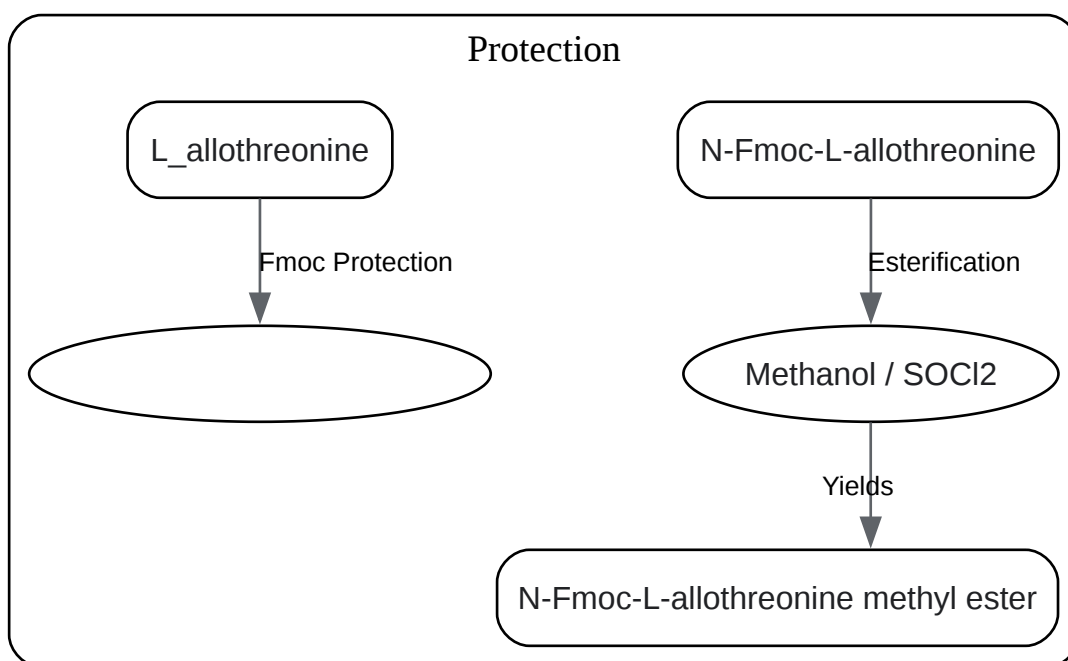 Protection
L_allothreonine
N-Fmoc-L-allothreonine
Fmoc Protection
Esterification
Methanol / SOCl2
Yields
N-Fmoc-L-allothreonine methyl ester